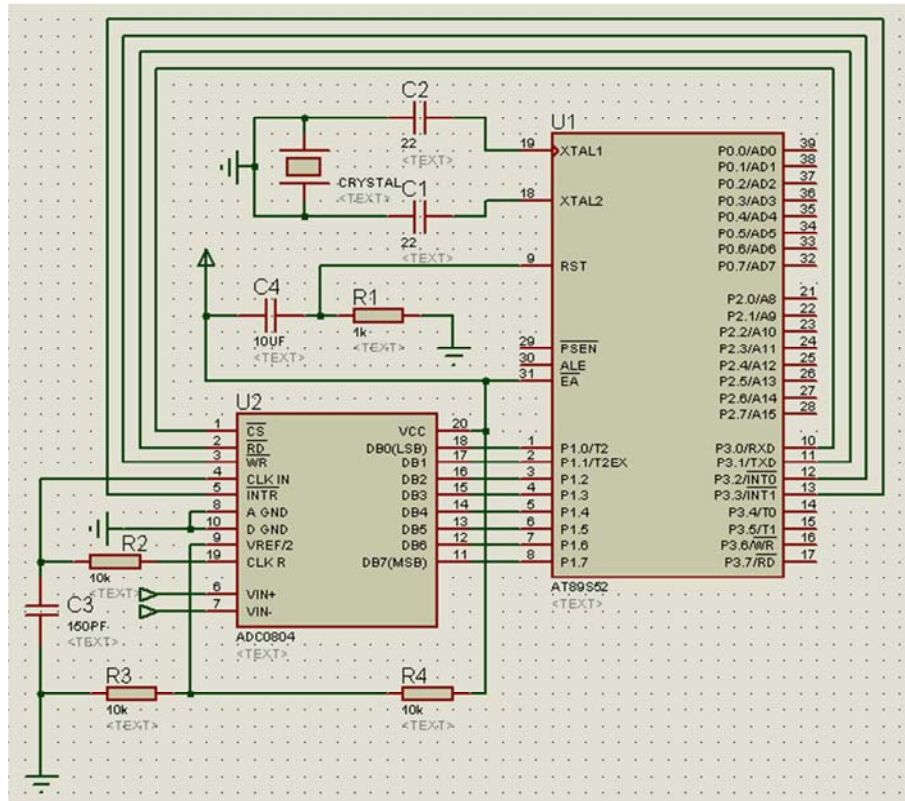 C2
22
<TEXT>
CRYSTAL
<TEXT>
C1
22
<TEXT>
C4
10UF
<TEXT>
R1
1k
<TEXT>
U1
19 XTAL1
18 XTAL2
9 RST
29 PSEN
30 ALE
31 EA
1 P1.0/T2
2 P1.1/T2EX
3 P1.2
4 P1.3
5 P1.4
6 P1.5
7 P1.6
8 P1.7
P0.0/AD0 39
P0.1/AD1 38
P0.2/AD2 37
P0.3/AD3 36
P0.4/AD4 35
P0.5/AD5 34
P0.6/AD6 33
P0.7/AD7 32
P2.0/A8 21
P2.1/A9 22
P2.2/A10 23
P2.3/A11 24
P2.4/A12 25
P2.5/A13 26
P2.6/A14 27
P2.7/A15 28
P3.0/RXD 10
P3.1/TXD 11
P3.2/INT0 12
P3.3/INT1 13
P3.4/T0 14
P3.5/T1 15
P3.6/WR 16
P3.7/RD 17
AT89S52
<TEXT>
U2
1 CS
2 RD
3 WR
4 CLK IN
5 INTR
8 A GND
10 D GND
9 VREF/2
19 CLK R
6 VIN+
7 VIN-
VCC 20
DB0(LSB) 18
DB1 17
DB2 16
DB3 15
DB4 14
DB5 13
DB6 12
DB7(MSB) 11
ADC0804
<TEXT>
R2
10k
<TEXT>
C3
150PF
<TEXT>
R3
10k
<TEXT>
R4
10k
<TEXT>